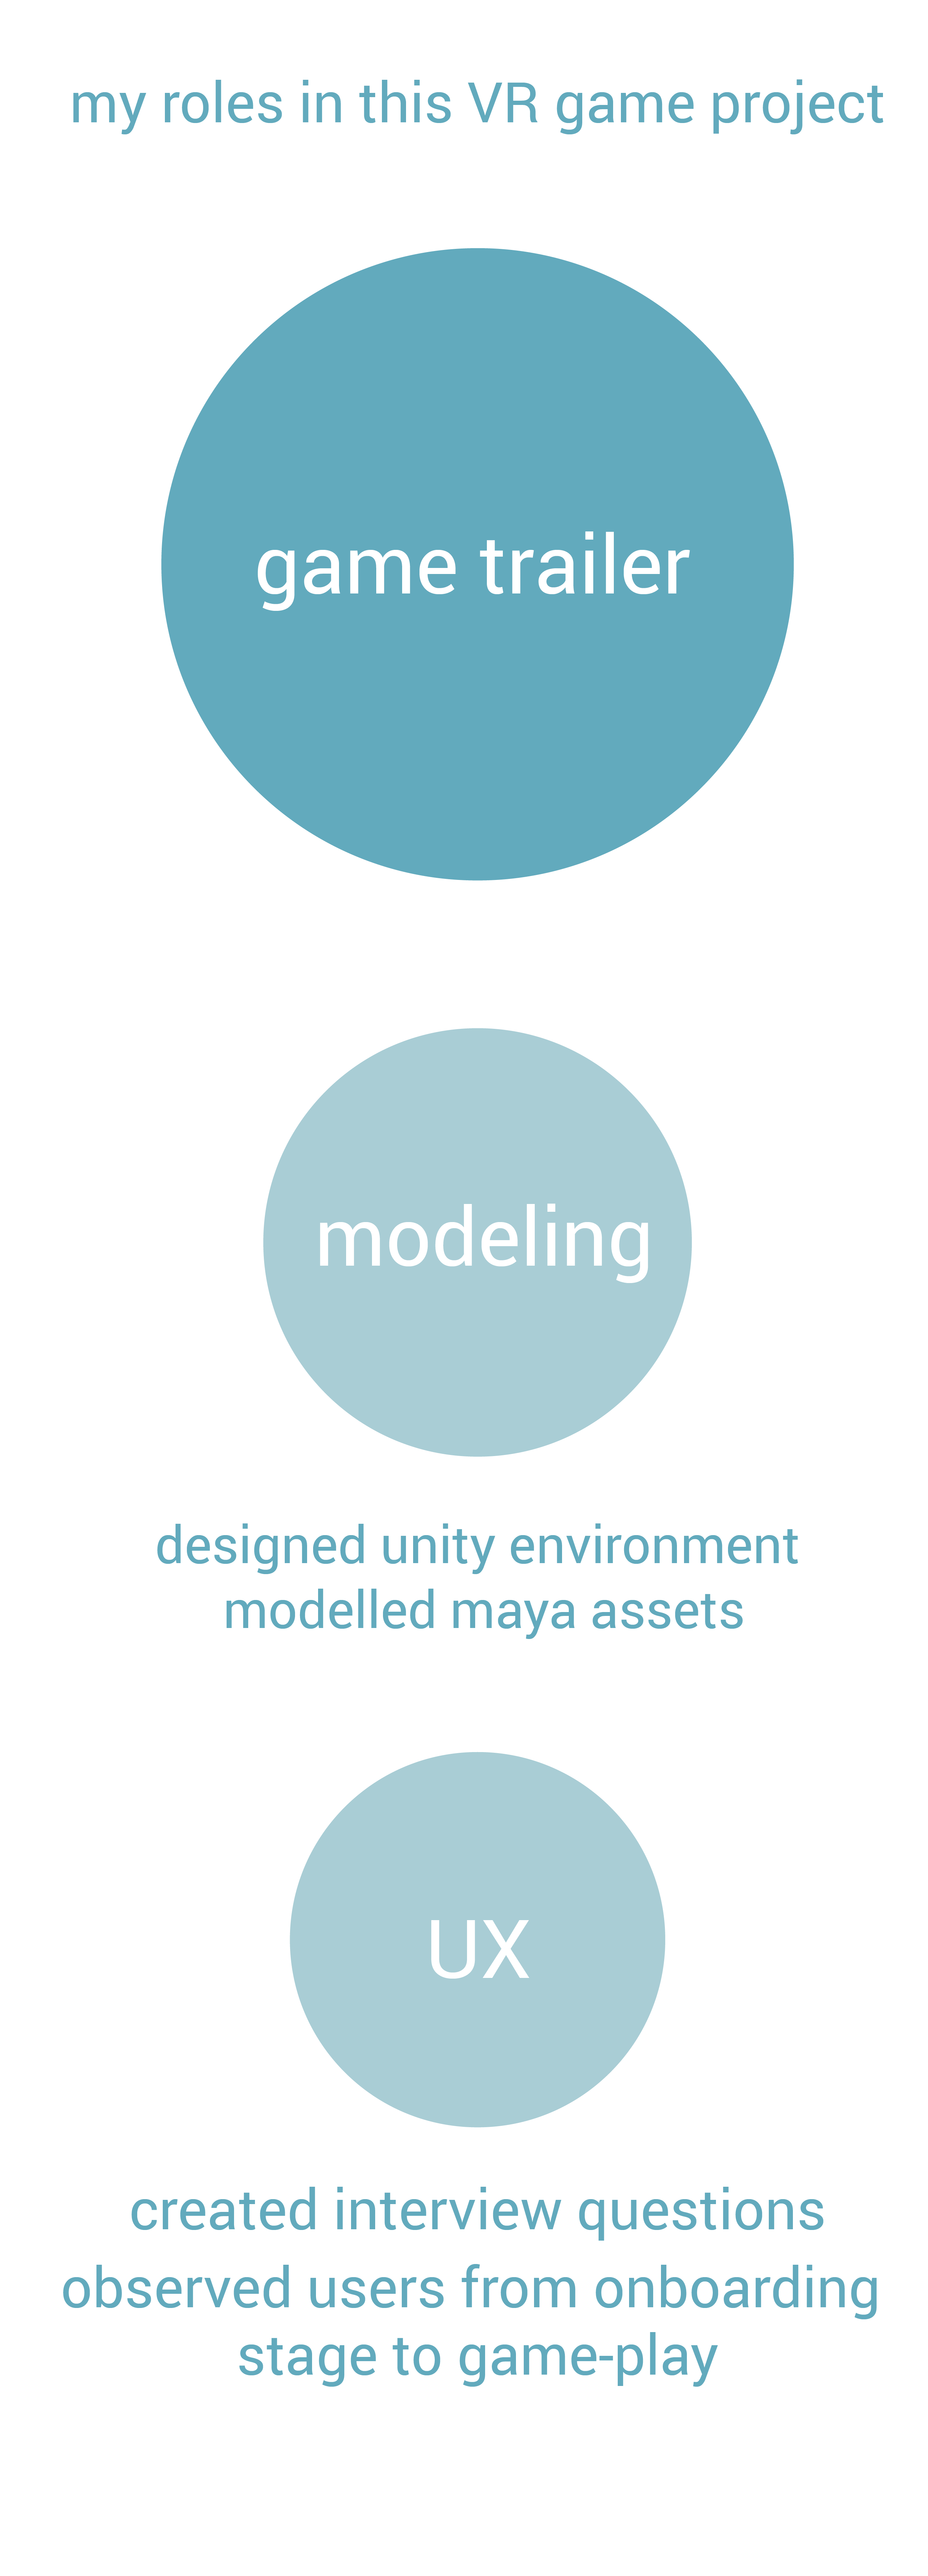 my roles in this VR game project
game trailer
modeling
designed unity environment
modelled maya assets
UX
created interview questions
observed users from onboarding
stage to game-play